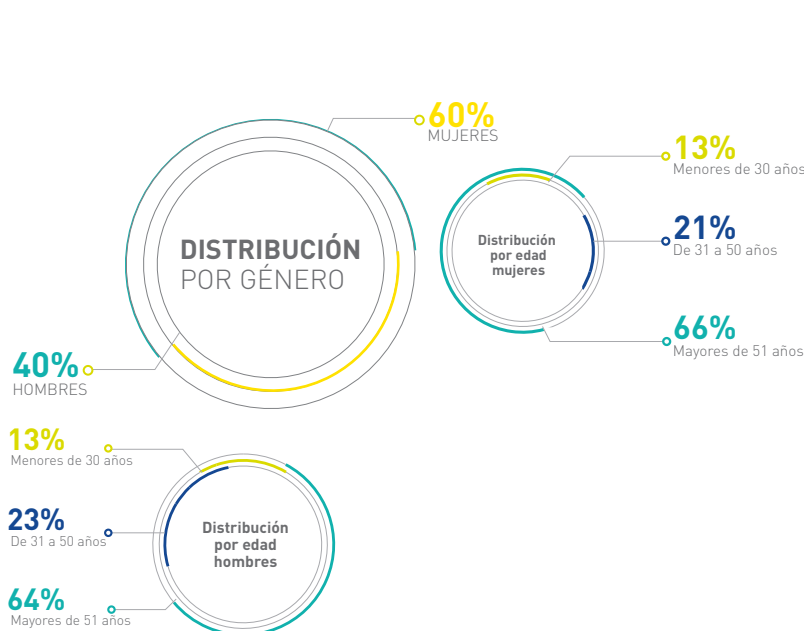 60%
MUJERES
DISTRIBUCIÓN
POR GÉNERO
40%
HOMBRES
13%
Menores de 30 años
21%
De 31 a 50 años
66%
Mayores de 51 años
Distribución
por edad
mujeres
13%
Menores de 30 años
23%
De 31 a 50 años
64%
Mayores de 51 años
Distribución
por edad
hombres